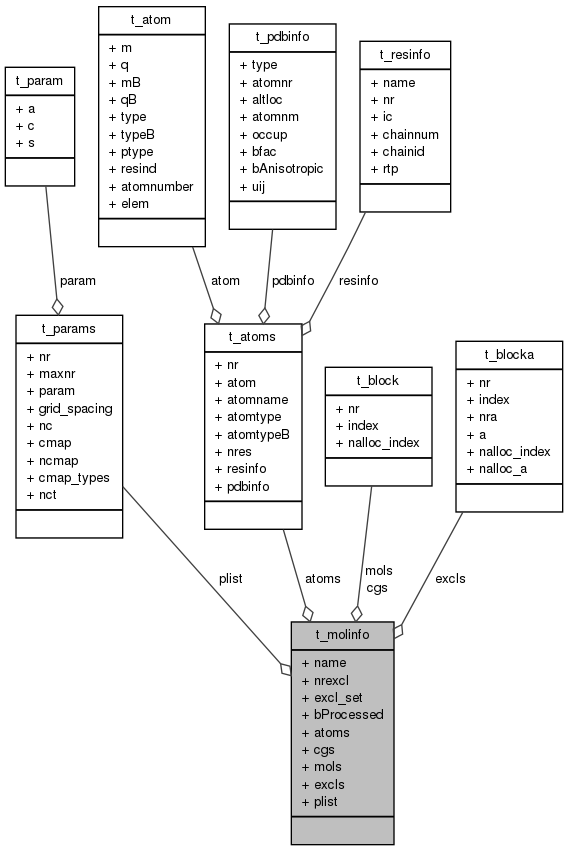 t_atom
+ m
+ q
+ mB
+ qB
+ type
+ typeB
+ ptype
+ resind
+ atomnumber
+ elem
t_pdbinfo
+ type
+ atomnr
+ altloc
+ atomnm
+ occup
+ bfac
+ bAnisotropic
+ uij
t_resinfo
+ name
+ nr
+ ic
+ chainnum
+ chainid
+ rtp
t_param
+ a
+ c
+ s
param
atom
pdbinfo
resinfo
t_params
+ nr
+ maxnr
+ param
+ grid_spacing
+ nc
+ cmap
+ ncmap
+ cmap_types
+ nct
t_atoms
+ nr
+ atom
+ atomname
+ atomtype
+ atomtypeB
+ nres
+ resinfo
+ pdbinfo
t_block
+ nr
+ index
+ nalloc_index
t_blocka
+ nr
+ index
+ nra
+ a
+ nalloc_index
+ nalloc_a
plist
atoms
mols
cgs
excls
t_molinfo
+ name
+ nrexcl
+ excl_set
+ bProcessed
+ atoms
+ cgs
+ mols
+ excls
+ plist